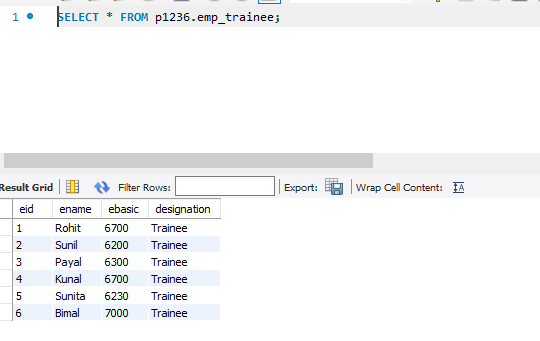 1 SELECT * FROM p1236.emp_trainee;
Result Grid Filter Rows: Export: Wrap Cell Content: IA
eid ename ebasic designation
1 Rohit 6700 Trainee
2 Sunil 6200 Trainee
3 Payal 6300 Trainee
4 Kunal 6700 Trainee
5 Sunita 6230 Trainee
6 Bimal 7000 Trainee